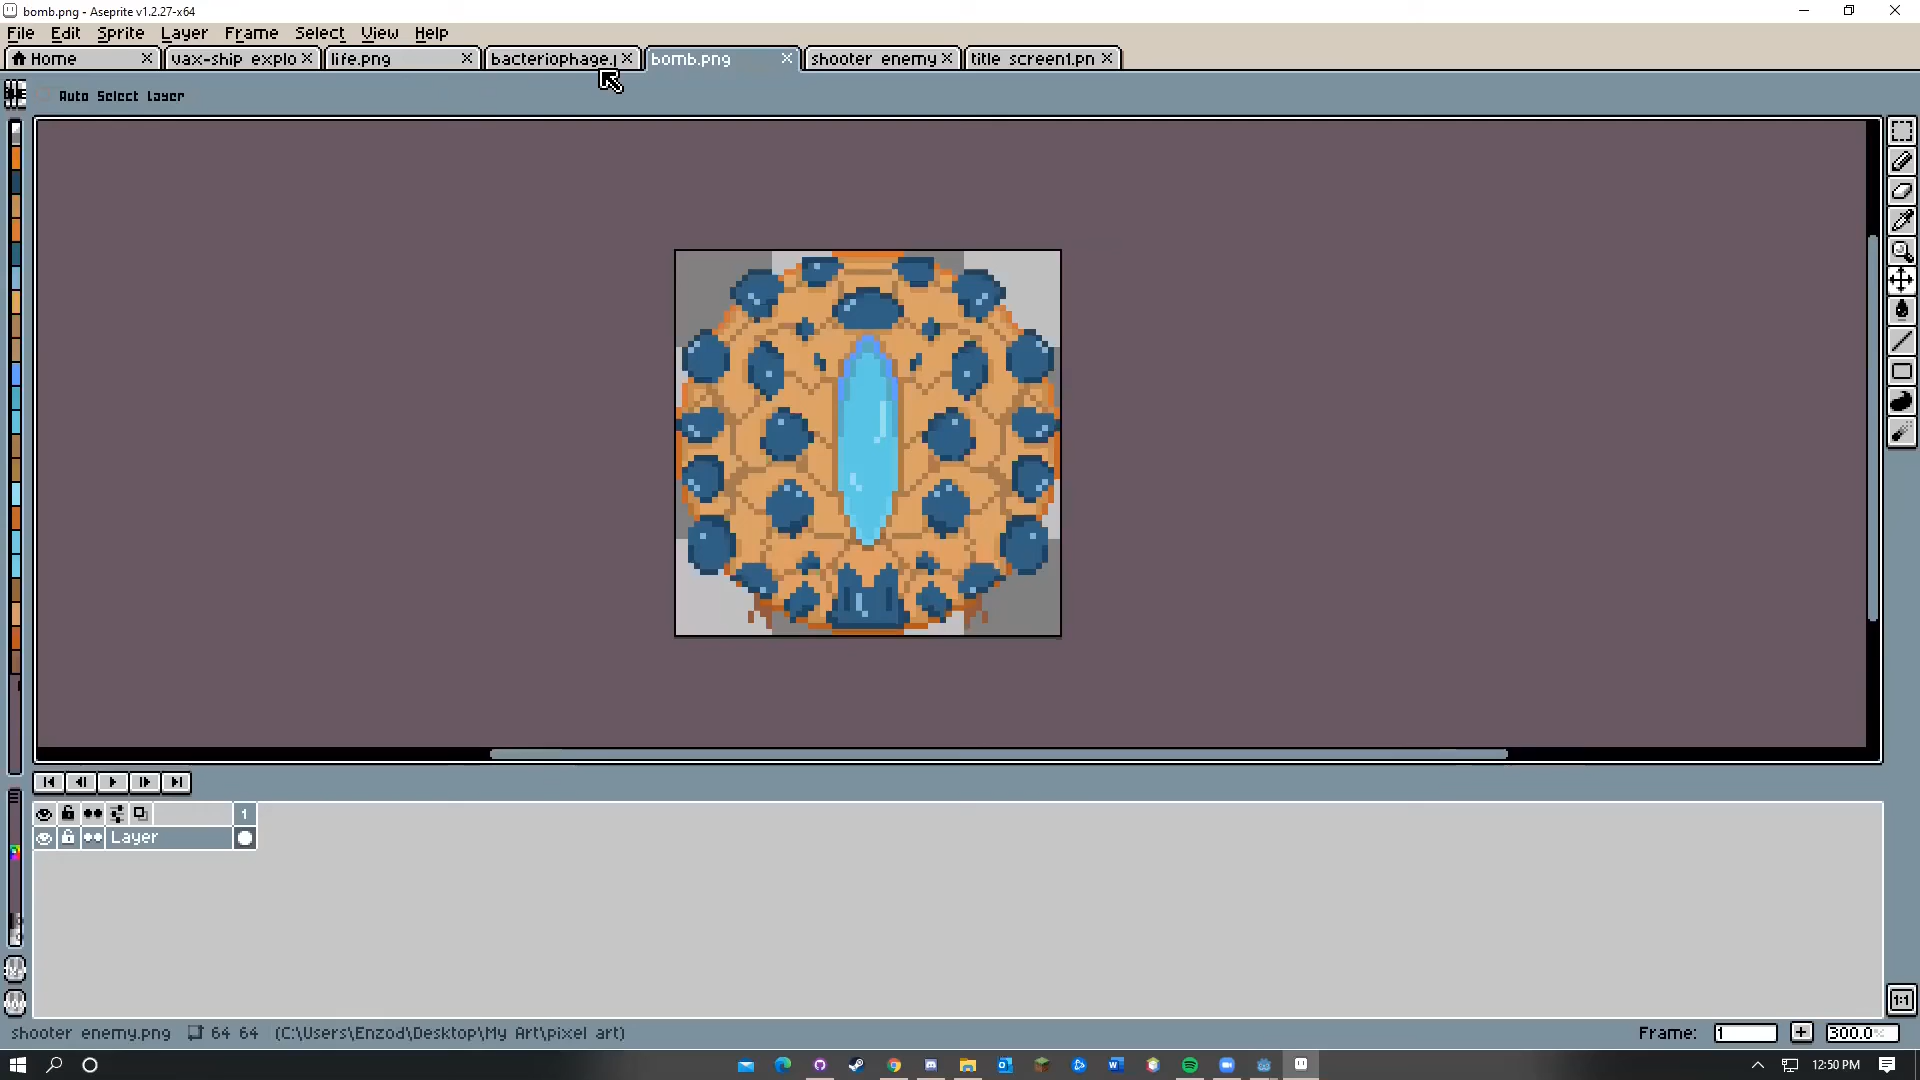 bomb.png - Aseprite v1.2.27-x64
File Edit Sprite Layer Frame Select View Help
Home vax-ship explo life.png bacteriophage. bomb.png shooter enemy title screen1.pn
Auto Select Layer
1
Layer
shooter enemy.png 64 64 (C:\Users\Enzod\Desktop\My Art\pixel art)
Frame: 1 300.0
1:1
12:50 PM